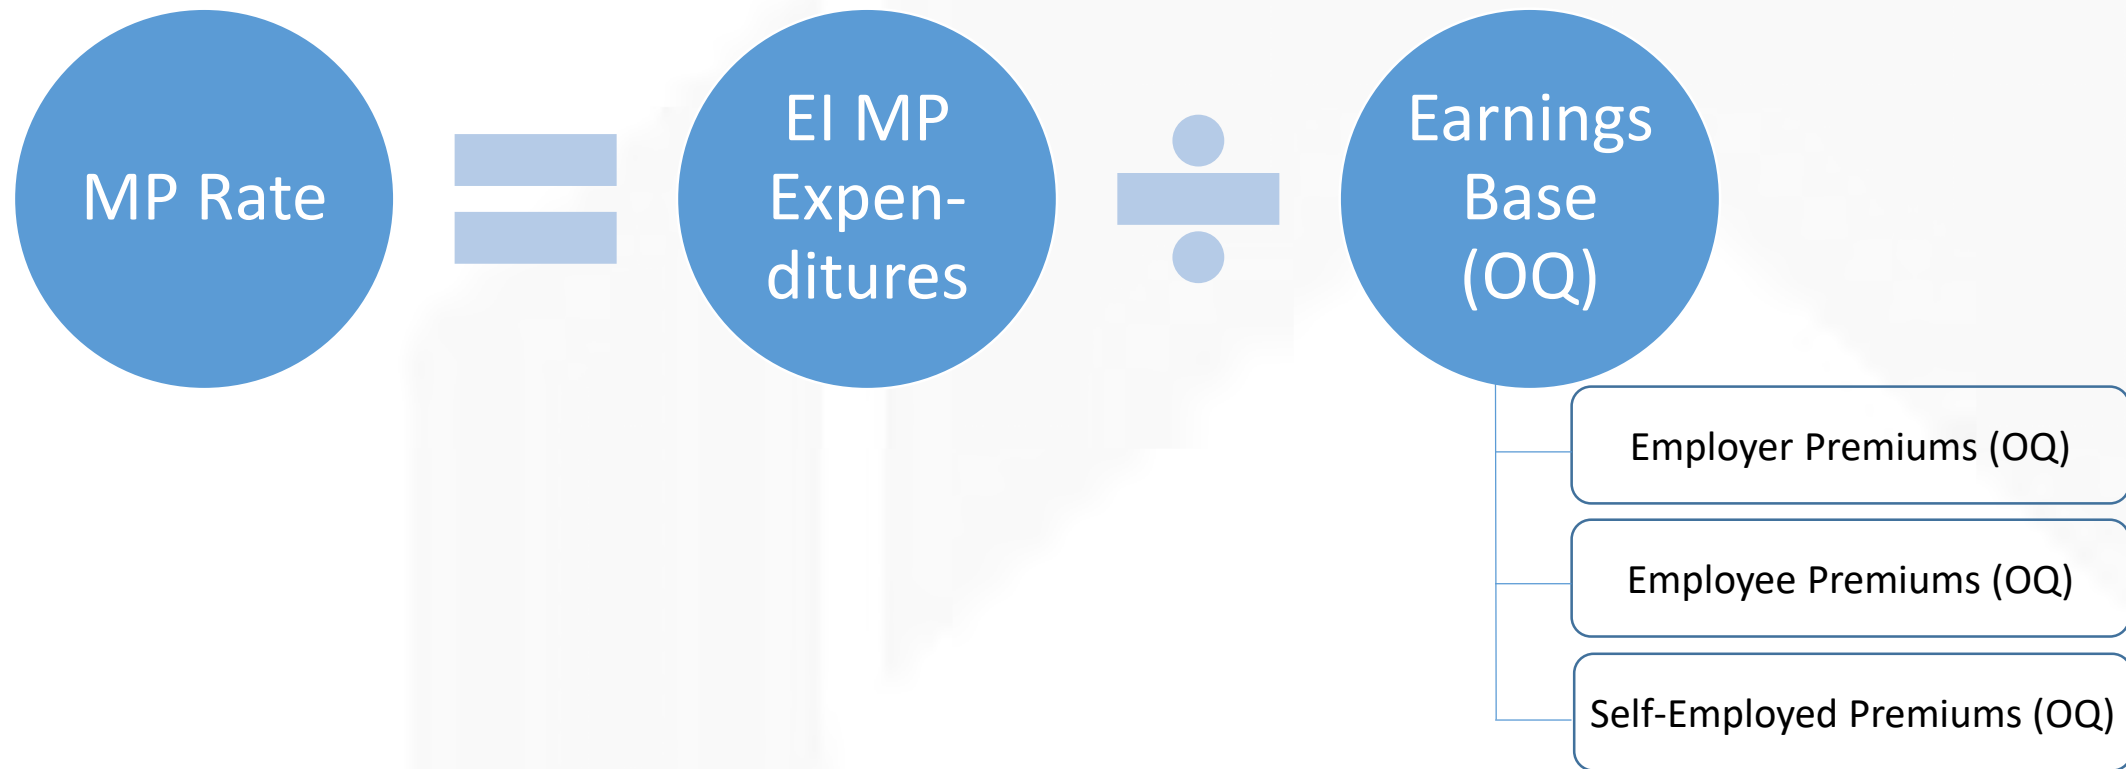 MP Rate
EI MP
Expen-
ditures
Earnings
Base
(OQ)
Employer Premiums (OQ)
Employee Premiums (OQ)
Self-Employed Premiums (OQ)